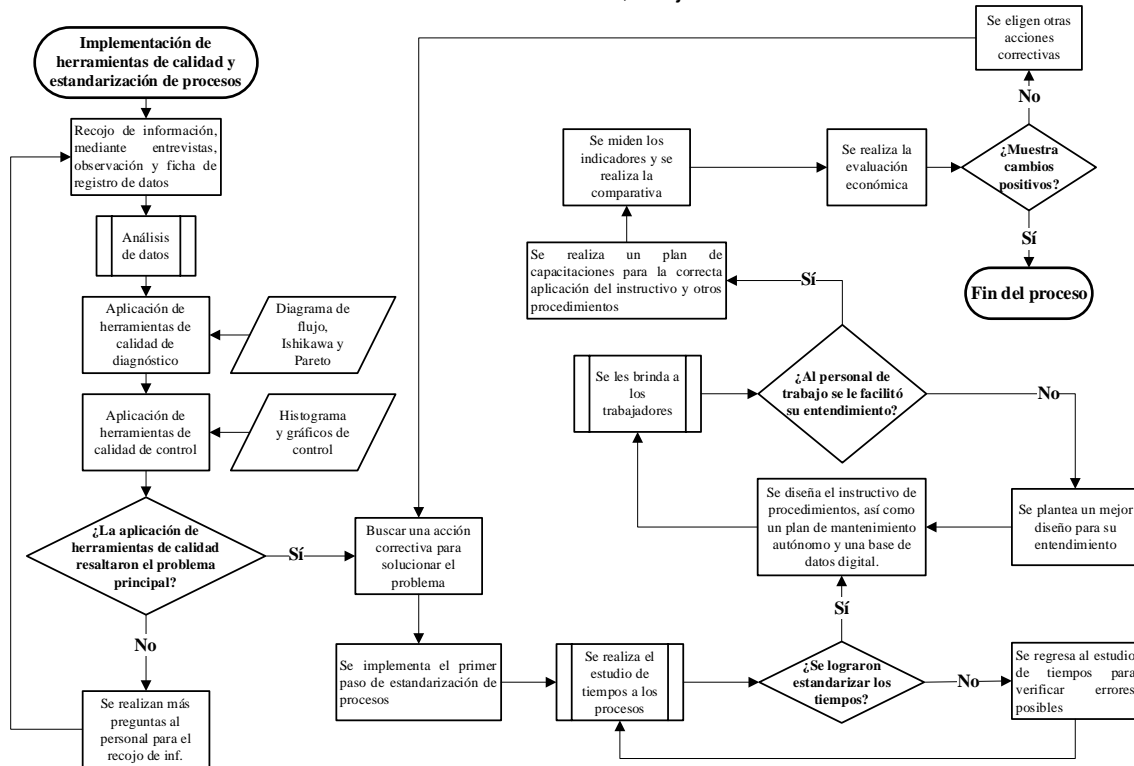 Implementación de
herramientas de calidad y
estandarización de procesos
Recojo de información,
mediante entrevistas,
observación y ficha de
registro de datos
Análisis
de datos
Aplicación de
herramientas de
calidad de
diagnóstico
Diagrama de
flujo,
Ishikawa y
Pareto
Aplicación de
herramientas de
calidad de control
Histograma
y gráficos de
control
¿La aplicación de
herramientas de calidad
resaltaron el problema
principal?
No
Se realizan más
preguntas al
personal para el
recojo de inf.
Sí
Buscar una acción
correctiva para
solucionar el
problema
Se implementa el primer
paso de estandarización de
procesos
Se realiza el
estudio de
tiempos a los
procesos
¿Se lograron
estandarizar los
tiempos?
No
Se regresa al estudio
de tiempos para
verificar errores
posibles
Sí
Se diseña el instructivo de
procedimientos, así como
un plan de mantenimiento
autónomo y una base de
datos digital.
Se les brinda a
los
trabajadores
¿Al personal de
trabajo se le facilitó
su entendimiento?
No
Se plantea un mejor
diseño para su
entendimiento
Sí
Se realiza un plan de
capacitaciones para la correcta
aplicación del instructivo y otros
procedimientos
Se miden los
indicadores y se
realiza la
comparativa
Se realiza la
evaluación
económica
¿Muestra
cambios
positivos?
No
Se eligen otras
acciones
correctivas
Sí
Fin del proceso